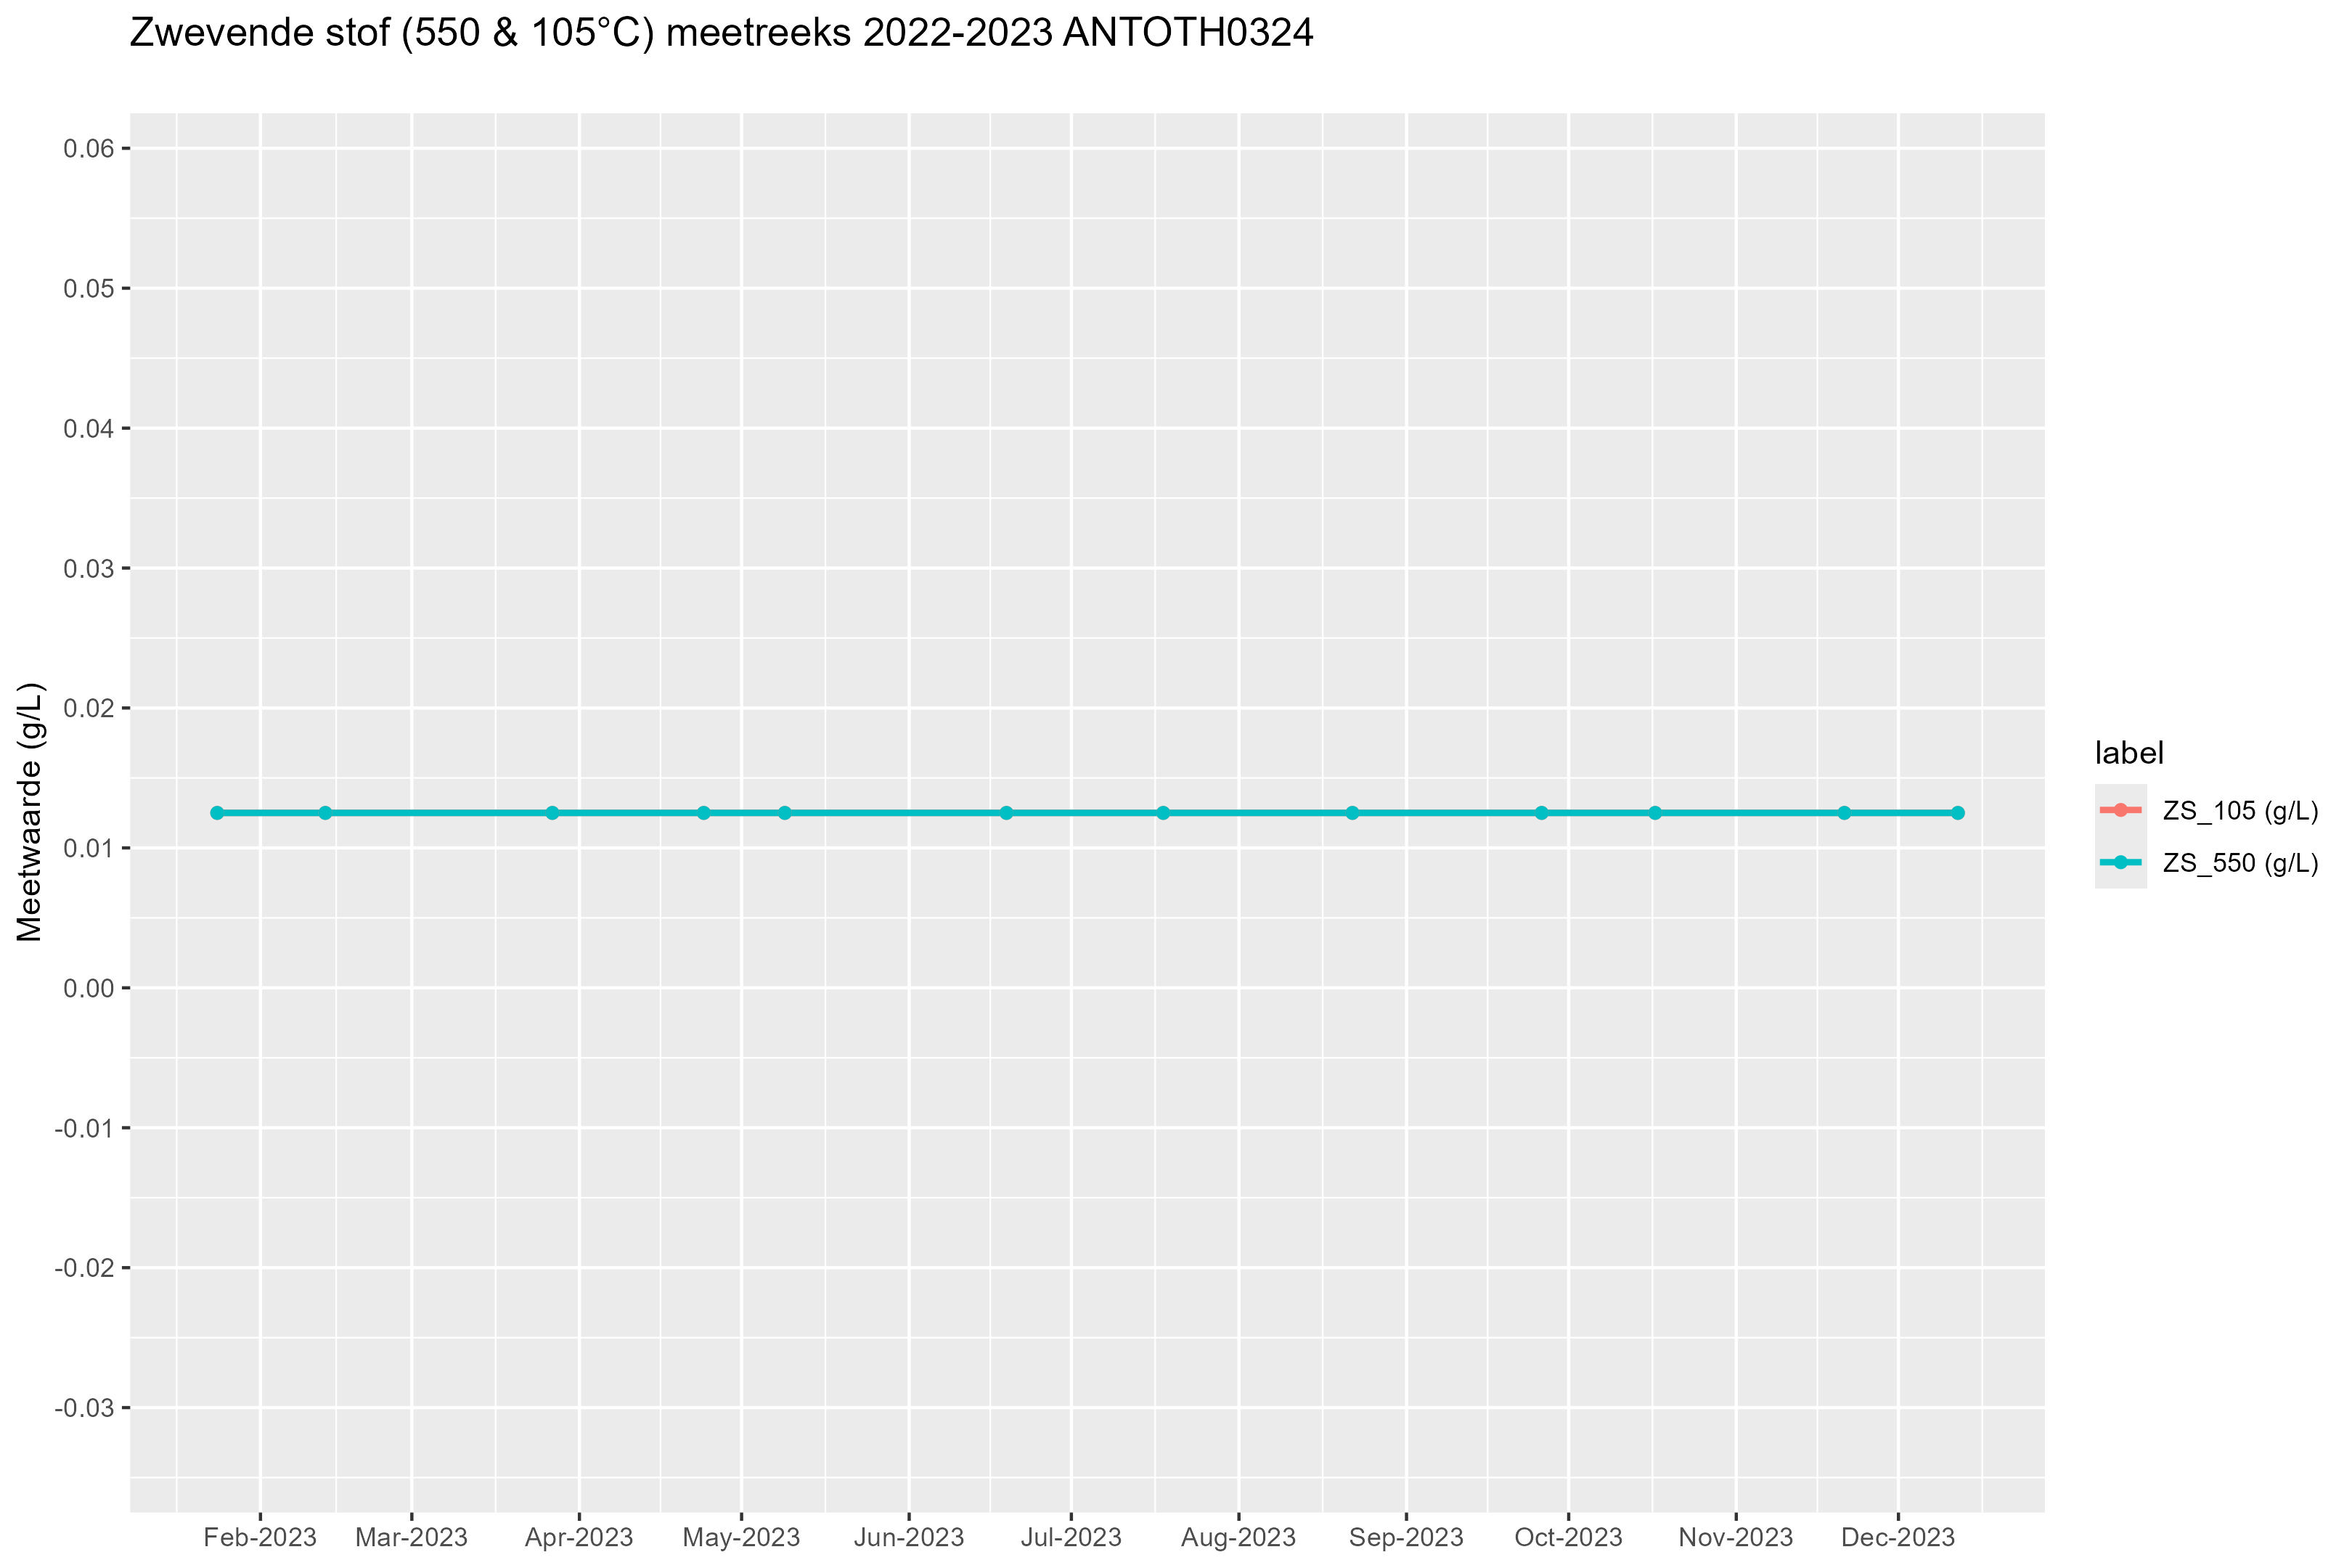 Zwevende stof (550 & 105°C) meetreeks 2022-2023 ANTOTH0324
Meetwaarde (g/L)
0.06
0.05
0.04
0.03
0.02
0.01
0.00
-0.01
-0.02
-0.03
Feb-2023
Mar-2023
Apr-2023
May-2023
Jun-2023
Jul-2023
Aug-2023
Sep-2023
Oct-2023
Nov-2023
Dec-2023
label
ZS_105 (g/L)
ZS_550 (g/L)